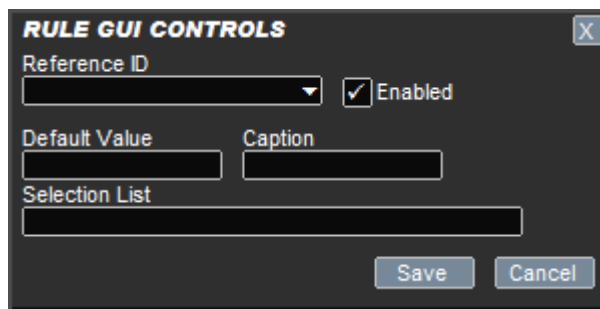 RULE GUI CONTROLS X
Reference ID
Enabled
Default Value Caption
Selection List
Save Cancel